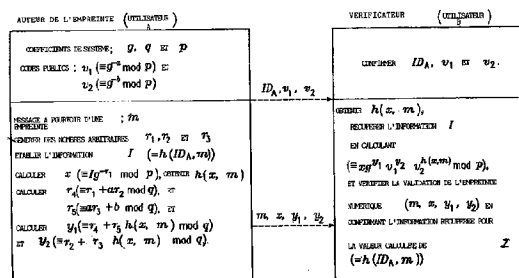 AUTEUR DE L'EMPREINTE (UTILISATEUR A)
VERIFICATEUR (UTILISATEUR B)
COEFFICIENTS DE SYSTEME; g, q ET p
CODES PUBLICS; v₁ (≡g⁻ᵃ mod p) ET
v₂ (≡g⁻ᵇ mod p)
CONFIRMER ID_A, v₁ ET v₂.
ID_A, v₁, v₂
MESSAGE A POURVOIR D'UNE EMPREINTE ; m
GENERER DES NOMBRES ARBITRAIRES r₁, r₂ ET r₃
ETABLIR L'INFORMATION I (=h(ID_A, m))
CALCULER x (≡Ig^-r₁ mod p), OBTENIR h(x, m)
CALCULER r₄(≡r₁ + ar₂ mod q), ET
r₅(≡ar₃ + b mod q), ET
CALCULER y₁(≡r₄ + r₅ h(x, m) mod q)
ET y₂(≡r₂ + r₃ h(x, m) mod q).
m, x, y₁, y₂
OBTENIR h(x, m),
RECUPERER L'INFORMATION I
EN CALCULANT
(≡xg^y₁ v₁^y₂ v₂^h(x,m) mod p),
ET VERIFIER LA VALIDATION DE L'EMPREINTE
NUMERIQUE (m, x, y₁, y₂) EN
CONFIRMANT L'INFORMATION RECUPEREE POUR
LA VALEUR CALCULEE DE I
(=h(ID_A, m))